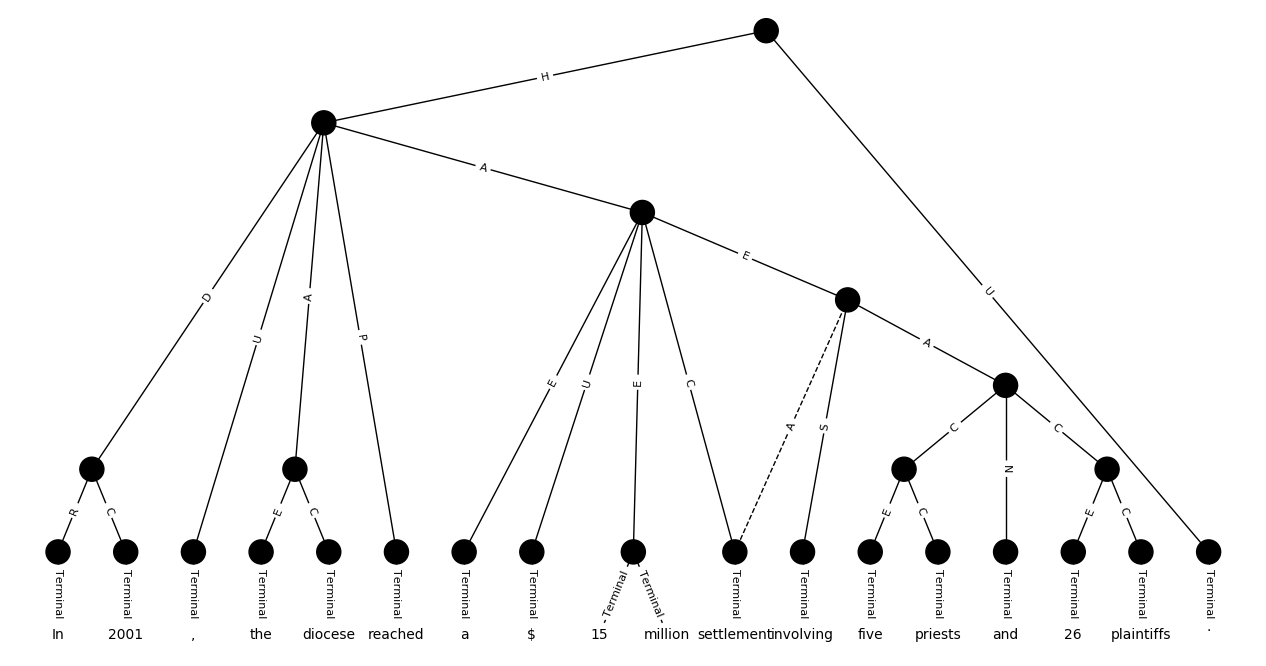 H
A
E
U
D
A
U
P
A
E
U
E
C
A
S
C
N
C
R
C
E
C
E
C
E
C
Terminal Terminal Terminal Terminal Terminal Terminal Terminal Terminal Terminal Terminal Terminal Terminal Terminal Terminal Terminal Terminal Terminal Terminal
In 2001 , the diocese reached a $ 15 million settlement involving five priests and 26 plaintiffs .